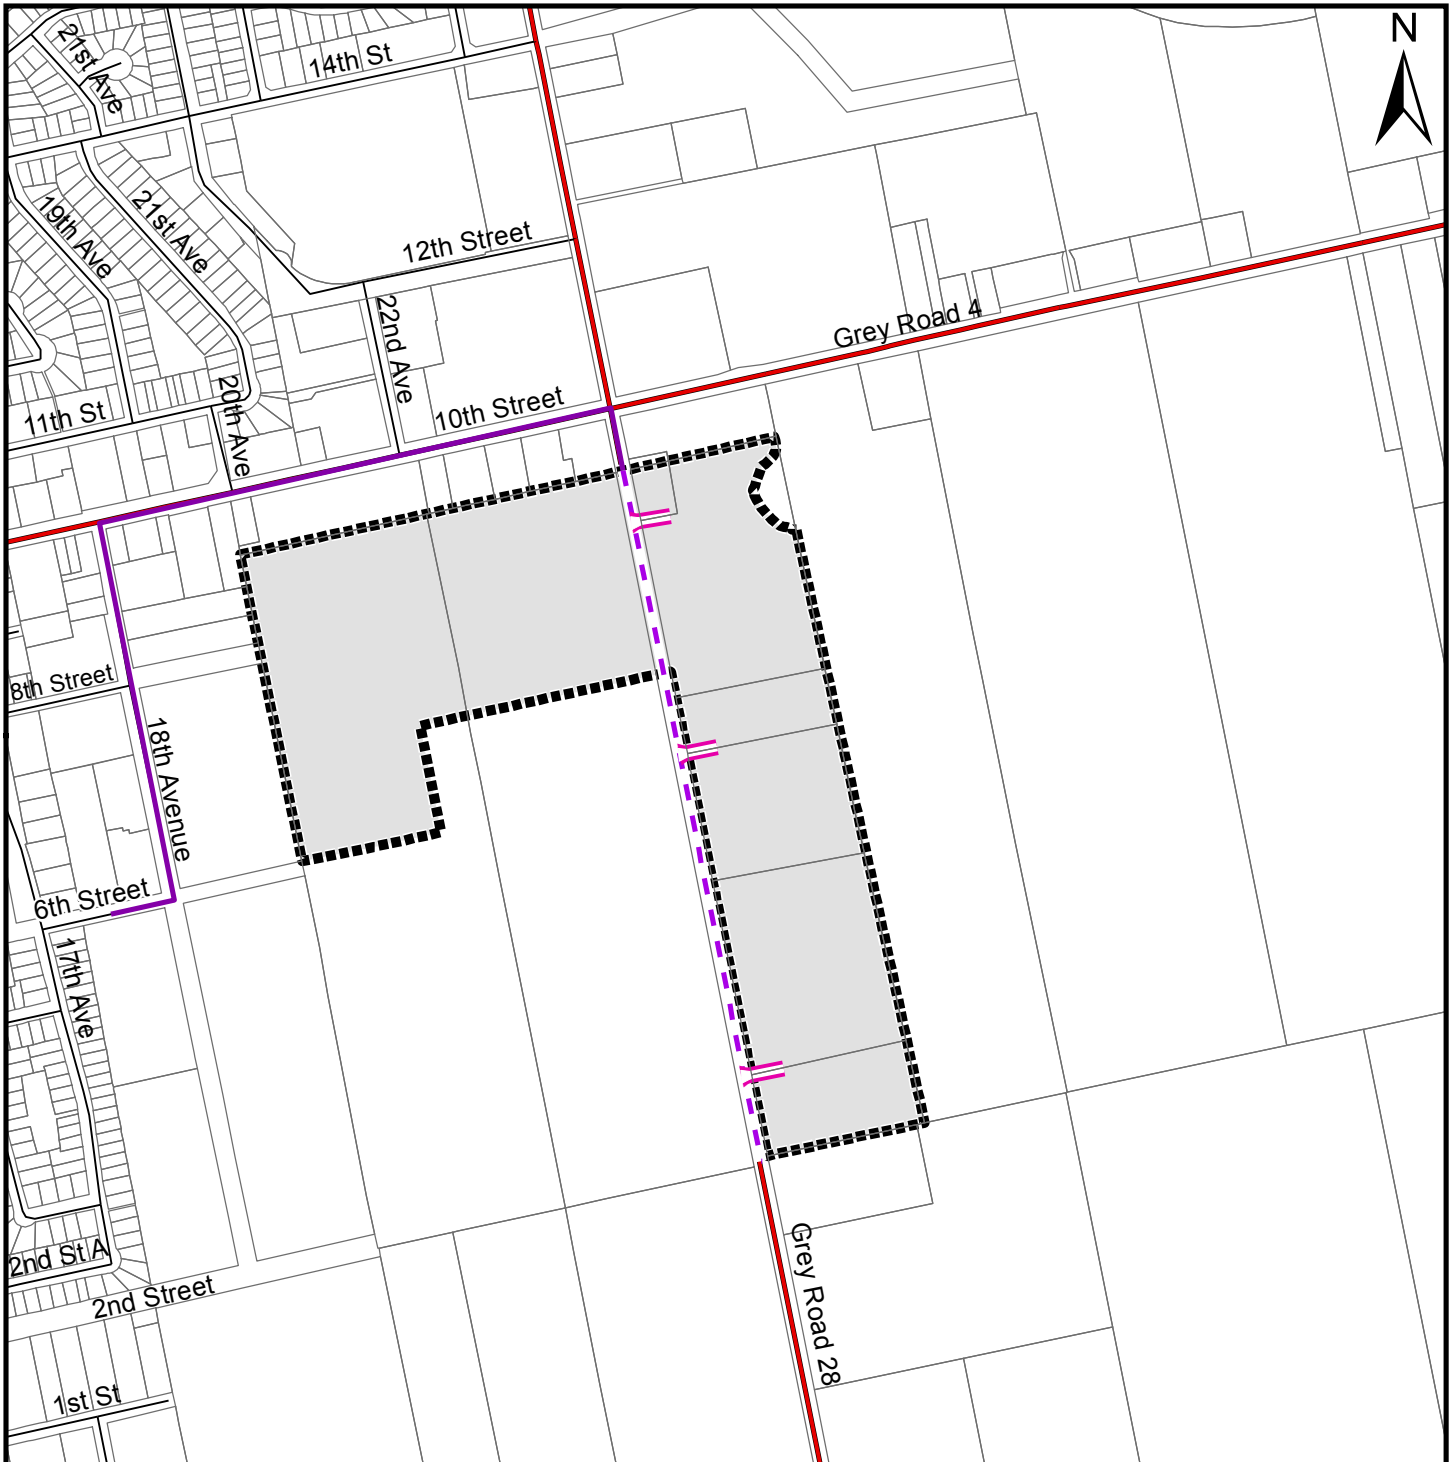 N
21st Ave
14th St
19th Ave
21st Ave
12th Street
22nd Ave
Grey Road 4
20th Ave
10th Street
11th St
8th Street
18th Avenue
6th Street
17th Ave
2nd St A
2nd Street
Grey Road 28
1st St